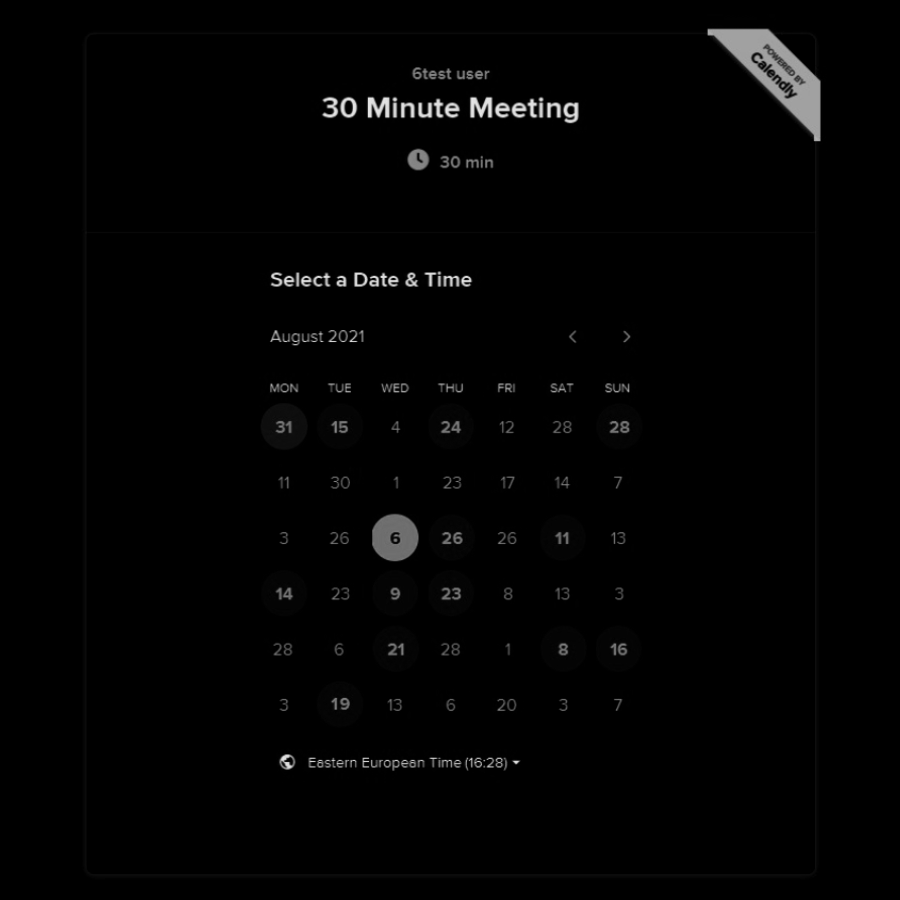 POWERED BY
Calendly
6test user
30 Minute Meeting
30 min
Select a Date & Time
August 2021
MON TUE WED THU FRI SAT SUN
31 15 4 24 12 28 28
11 30 1 23 17 14 7
3 26 6 26 26 11 13
14 23 9 23 8 13 3
28 6 21 28 1 8 16
3 19 13 6 20 3 7
Eastern European Time (16:28)